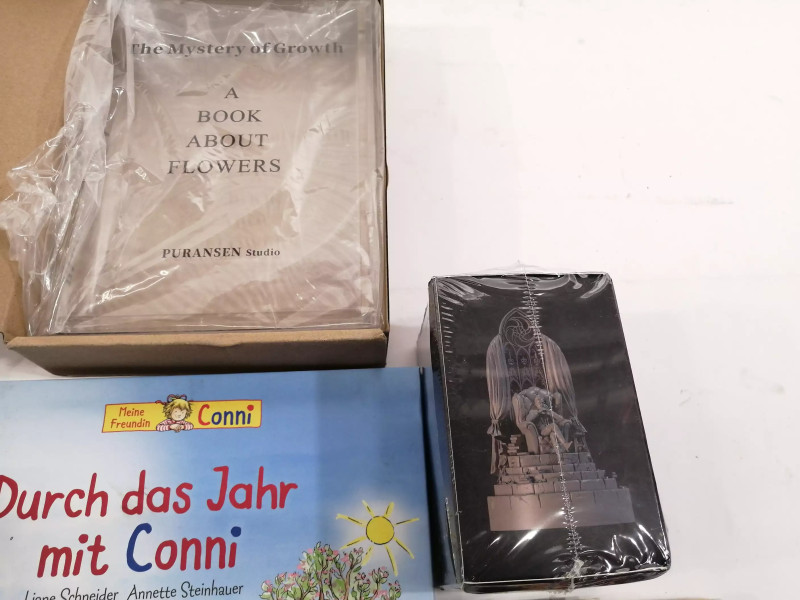 The Mystery of Growth
A
BOOK
ABOUT
FLOWERS
PURANSEN Studio
Meine
Freundin
Conni
Durch das Jahr
mit Conni
Liane Schneider Annette Steinhauer